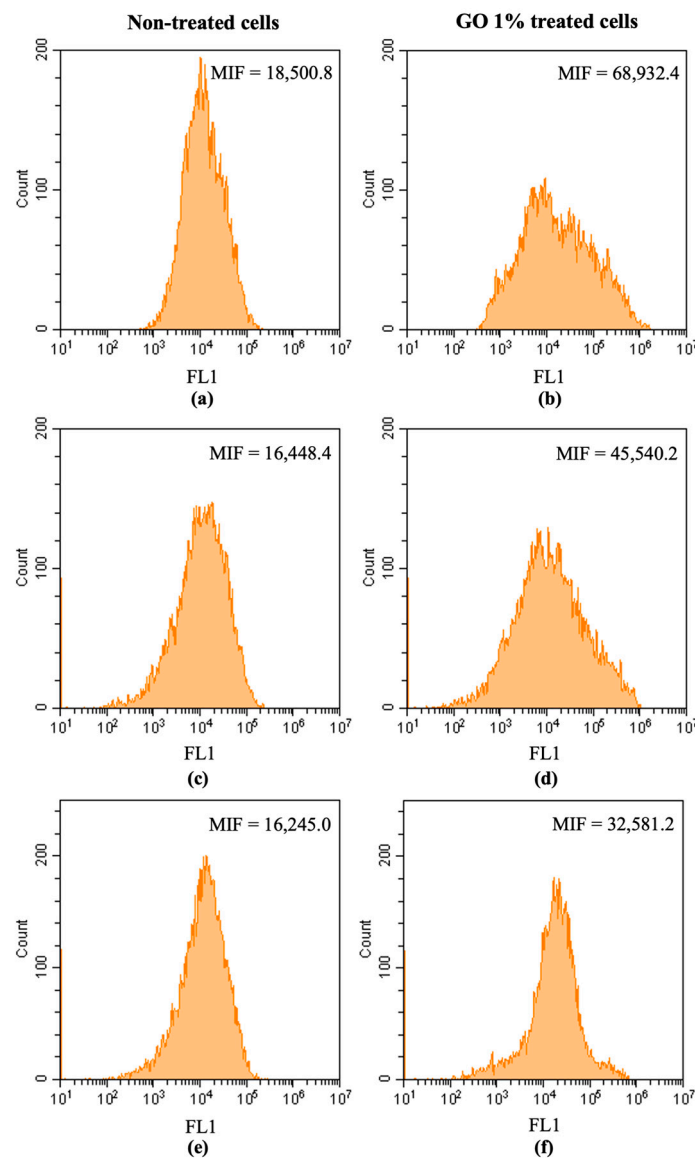 Non-treated cells
GO 1% treated cells
200
MIF = 18,500.8
Count
100
0
10¹ 10² 10³ 10⁴ 10⁵ 10⁶ 10⁷
FL1
(a)
200
MIF = 68,932.4
Count
100
0
10¹ 10² 10³ 10⁴ 10⁵ 10⁶ 10⁷
FL1
(b)
200
MIF = 16,448.4
Count
100
0
10¹ 10² 10³ 10⁴ 10⁵ 10⁶ 10⁷
FL1
(c)
200
MIF = 45,540.2
Count
100
0
10¹ 10² 10³ 10⁴ 10⁵ 10⁶ 10⁷
FL1
(d)
MIF = 16,245.0
200
Count
100
0
10¹ 10² 10³ 10⁴ 10⁵ 10⁶ 10⁷
FL1
(e)
MIF = 32,581.2
200
Count
100
0
10¹ 10² 10³ 10⁴ 10⁵ 10⁶ 10⁷
FL1
(f)